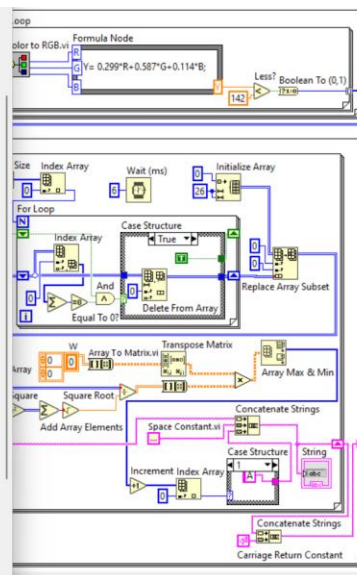 Loop
Formula Node
olor to RGB.vi
R
G
B
Y= 0.299*R+0.587*G+0.114*B;
Y
142
Less?
Boolean To (0,1)
Size
Index Array
Wait (ms)
Initialize Array
0
6
0
26
For Loop
N
Index Array
Case Structure
True
And
0
0
Equal To 0?
Delete From Array
Replace Array Subset
i
W
Transpose Matrix
Array To Matrix.vi
Array
0
0
Array Max & Min
quare
Square Root
Add Array Elements
Concatenate Strings
Space Constant.vi
Case Structure
String
1
abc
A
Increment
Index Array
+1
0
Concatenate Strings
Carriage Return Constant